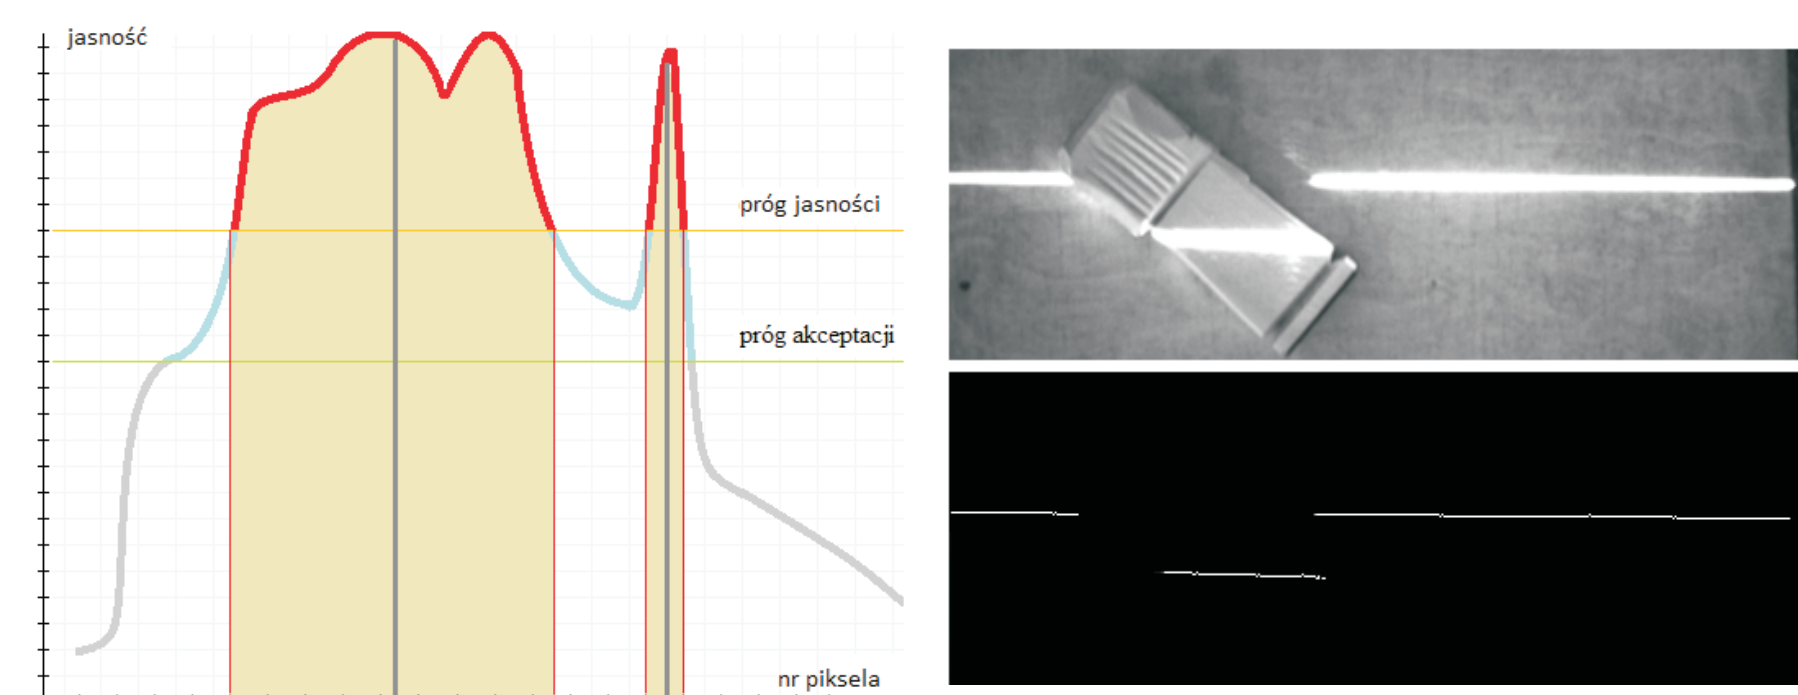 jasność
próg jasności
próg akceptacji
nr piksela